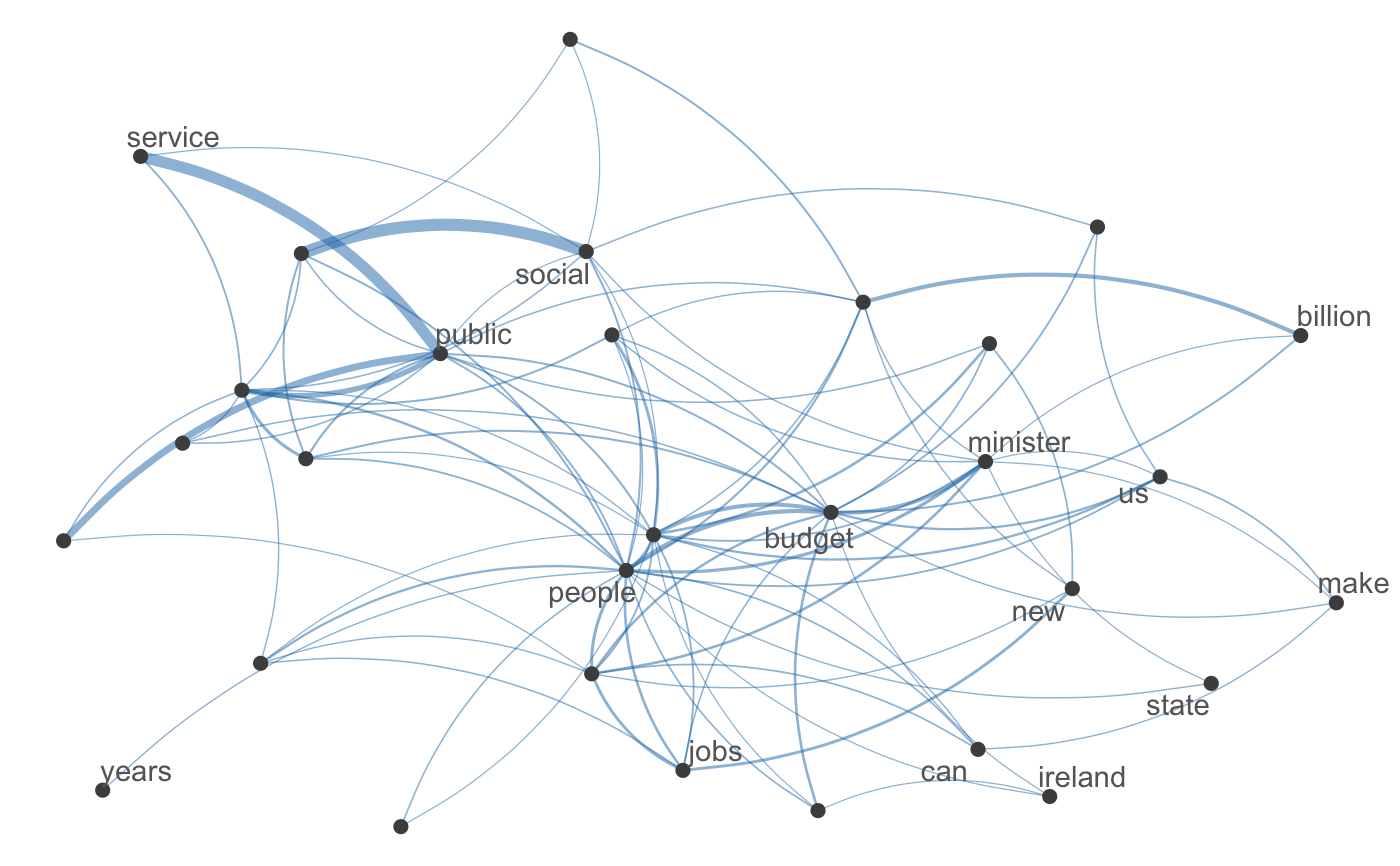 service
social
billion
public
minister
us
budget
make
people
new
state
jobs
years
can
ireland